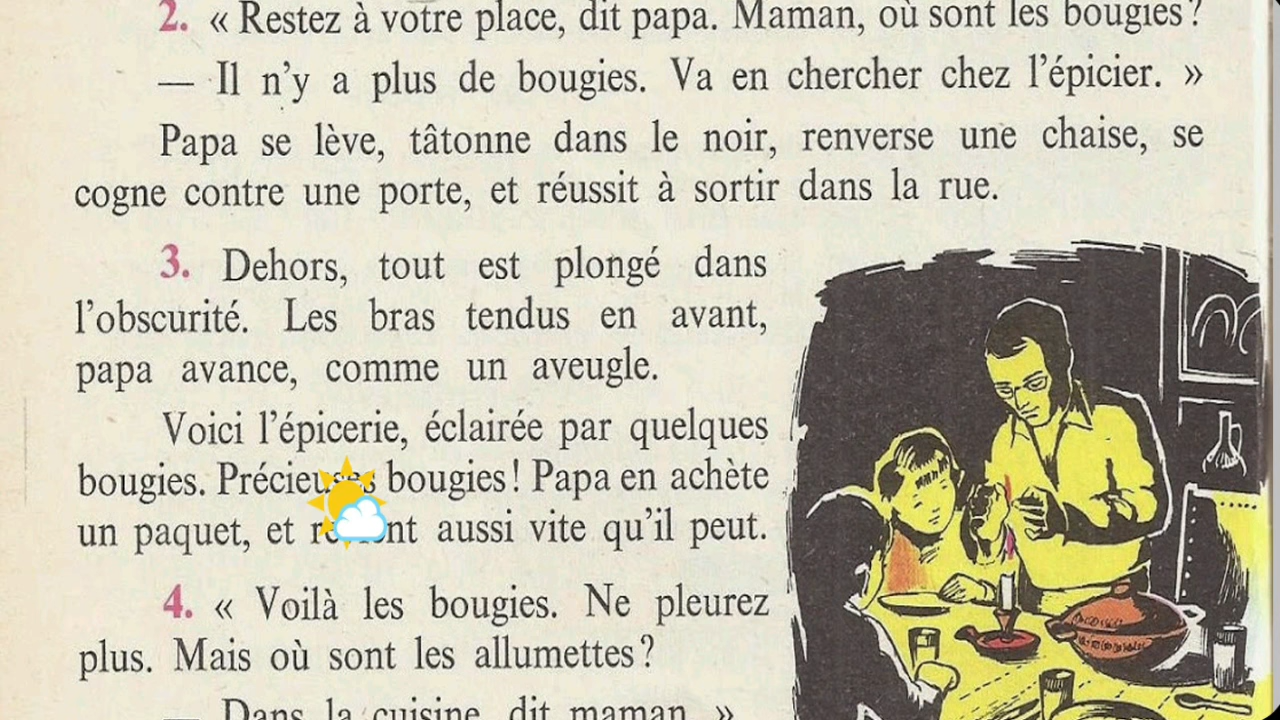 2. « Restez à votre place, dit papa. Maman, où sont les bougies ?
— Il n'y a plus de bougies. Va en chercher chez l'épicier. »
Papa se lève, tâtonne dans le noir, renverse une chaise, se
cogne contre une porte, et réussit à sortir dans la rue.
3. Dehors, tout est plongé dans
l'obscurité. Les bras tendus en avant,
papa avance, comme un aveugle.
Voici l'épicerie, éclairée par quelques
bougies. Précieuses bougies ! Papa en achète
un paquet, et revient aussi vite qu'il peut.
4. « Voilà les bougies. Ne pleurez
plus. Mais où sont les allumettes ?
— Dans la cuisine, dit maman. »